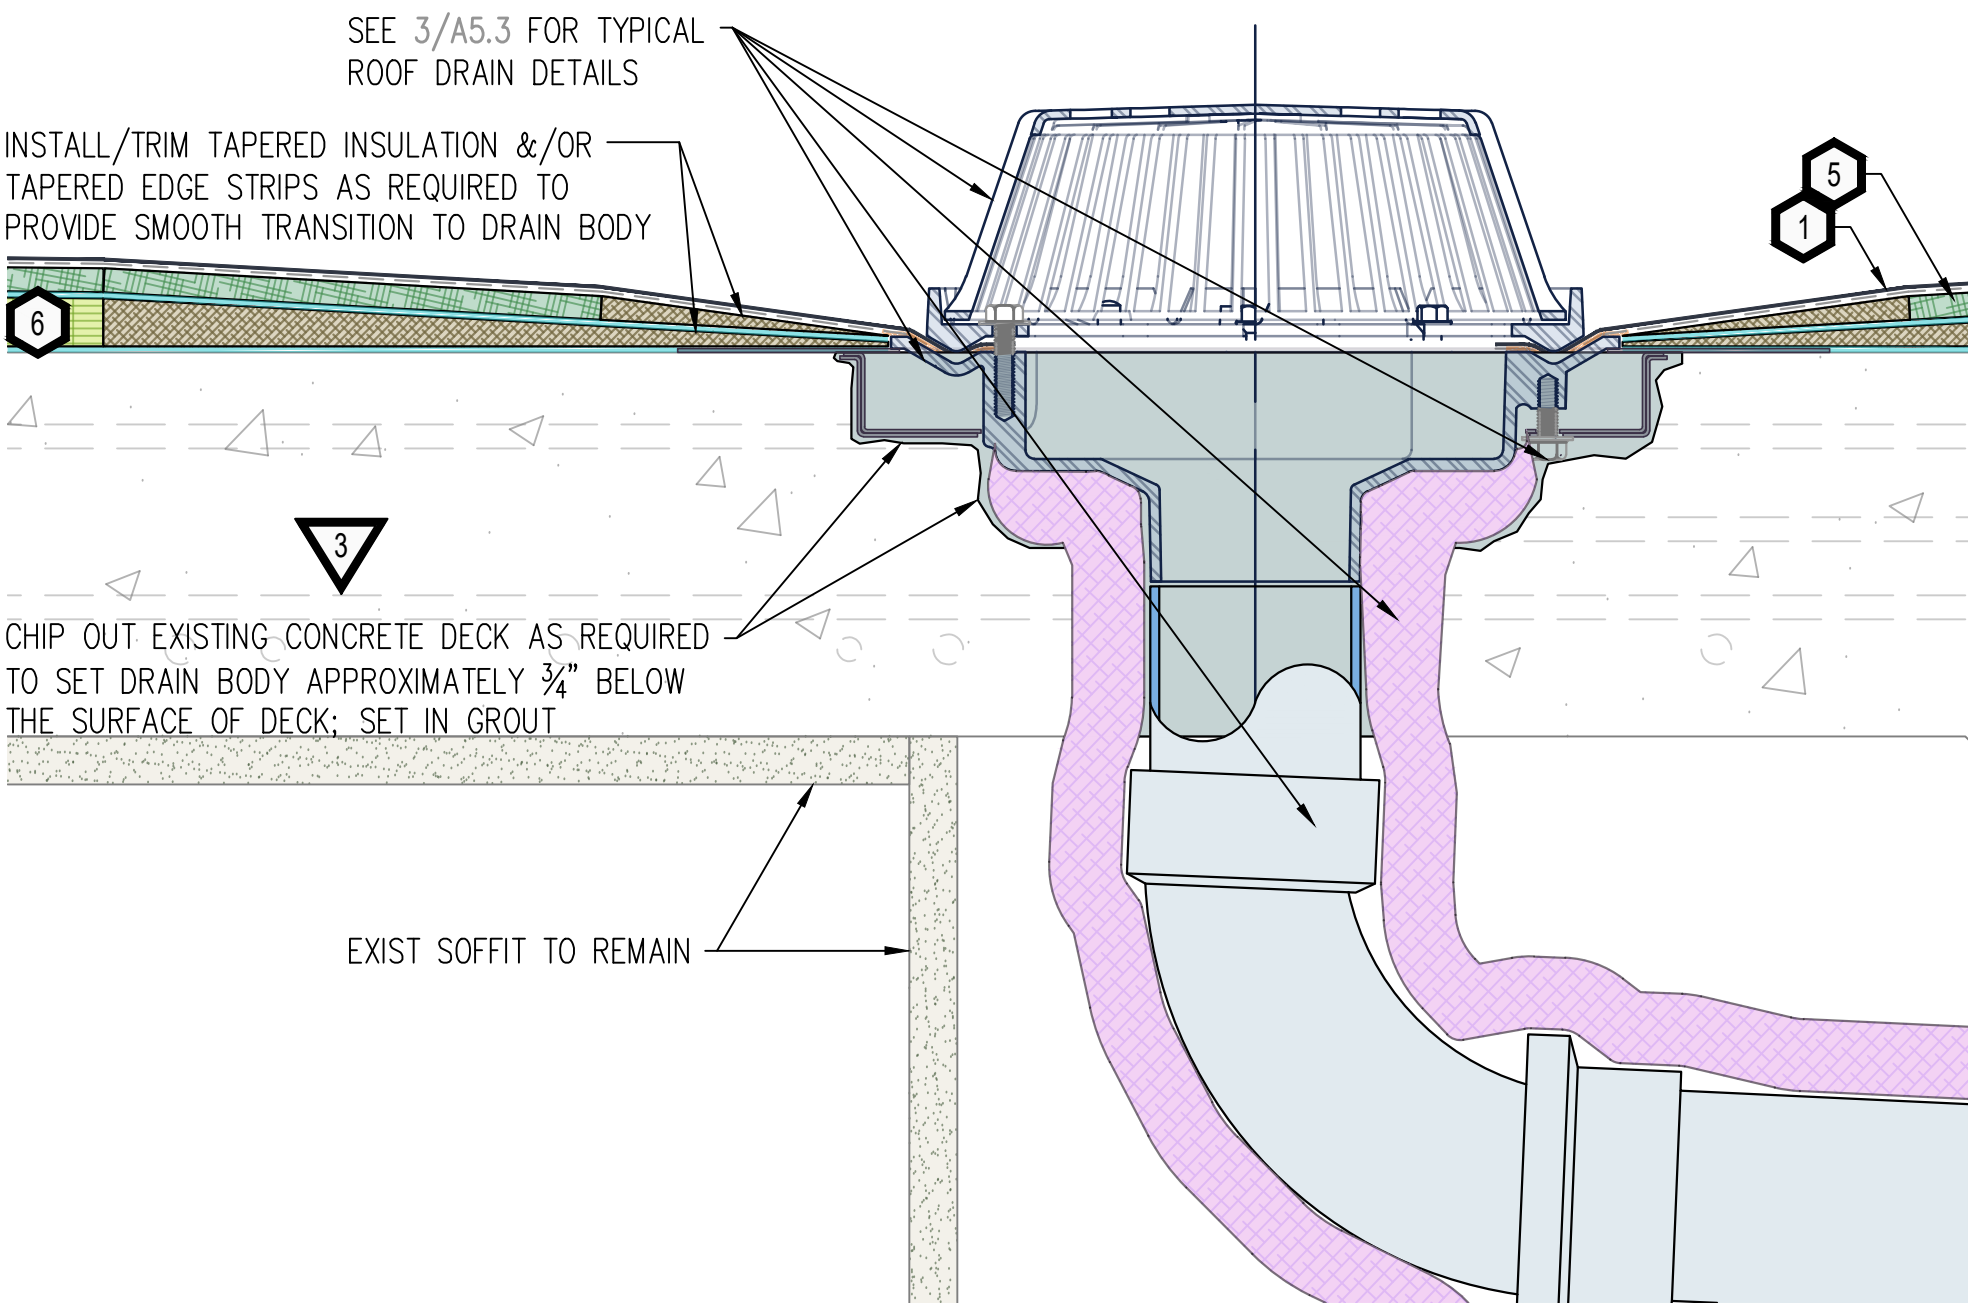 SEE 3/A5.3 FOR TYPICAL
ROOF DRAIN DETAILS
INSTALL/TRIM TAPERED INSULATION &/OR
TAPERED EDGE STRIPS AS REQUIRED TO
PROVIDE SMOOTH TRANSITION TO DRAIN BODY
5
1
6
3
CHIP OUT EXISTING CONCRETE DECK AS REQUIRED
TO SET DRAIN BODY APPROXIMATELY ¾" BELOW
THE SURFACE OF DECK; SET IN GROUT
EXIST SOFFIT TO REMAIN